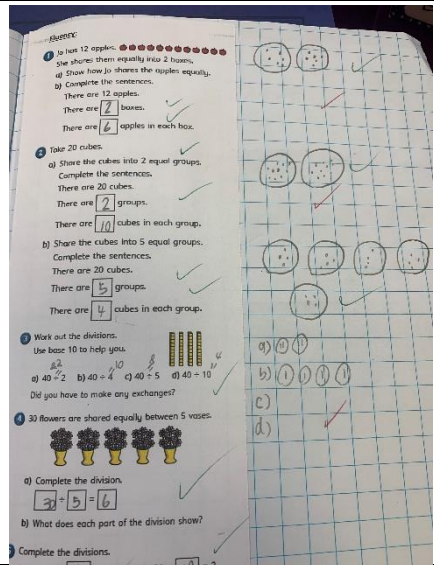 Fluency
1 Jo has 12 apples.
She shares them equally into 2 boxes.
a) Show how Jo shares the apples equally.
b) Complete the sentences.
There are 12 apples.
There are 2 boxes.
There are 6 apples in each box.
2 Take 20 cubes.
a) Share the cubes into 2 equal groups.
Complete the sentences.
There are 20 cubes.
There are 2 groups.
There are 10 cubes in each group.
b) Share the cubes into 5 equal groups.
Complete the sentences.
There are 20 cubes.
There are 5 groups.
There are 4 cubes in each group.
3 Work out the divisions.
Use base 10 to help you.
10 8 4
a) 40 ÷ 2 b) 40 ÷ 4 c) 40 ÷ 5 d) 40 ÷ 10
Did you have to make any exchanges?
4 30 flowers are shared equally between 5 vases.
a) Complete the division.
30 ÷ 5 = 6
b) What does each part of the division show?
Complete the divisions.
a)
b)
c)
d)